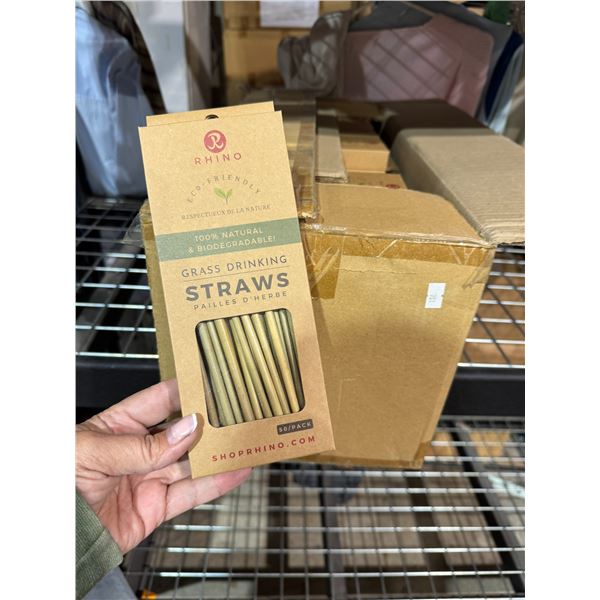 RHINO
ECO-FRIENDLY
RESPECTUEUX DE LA NATURE
100% NATURAL
& BIODEGRADABLE!
GRASS DRINKING
STRAWS
PAILLES D'HERBE
50/PACK
SHOPRHINO.COM